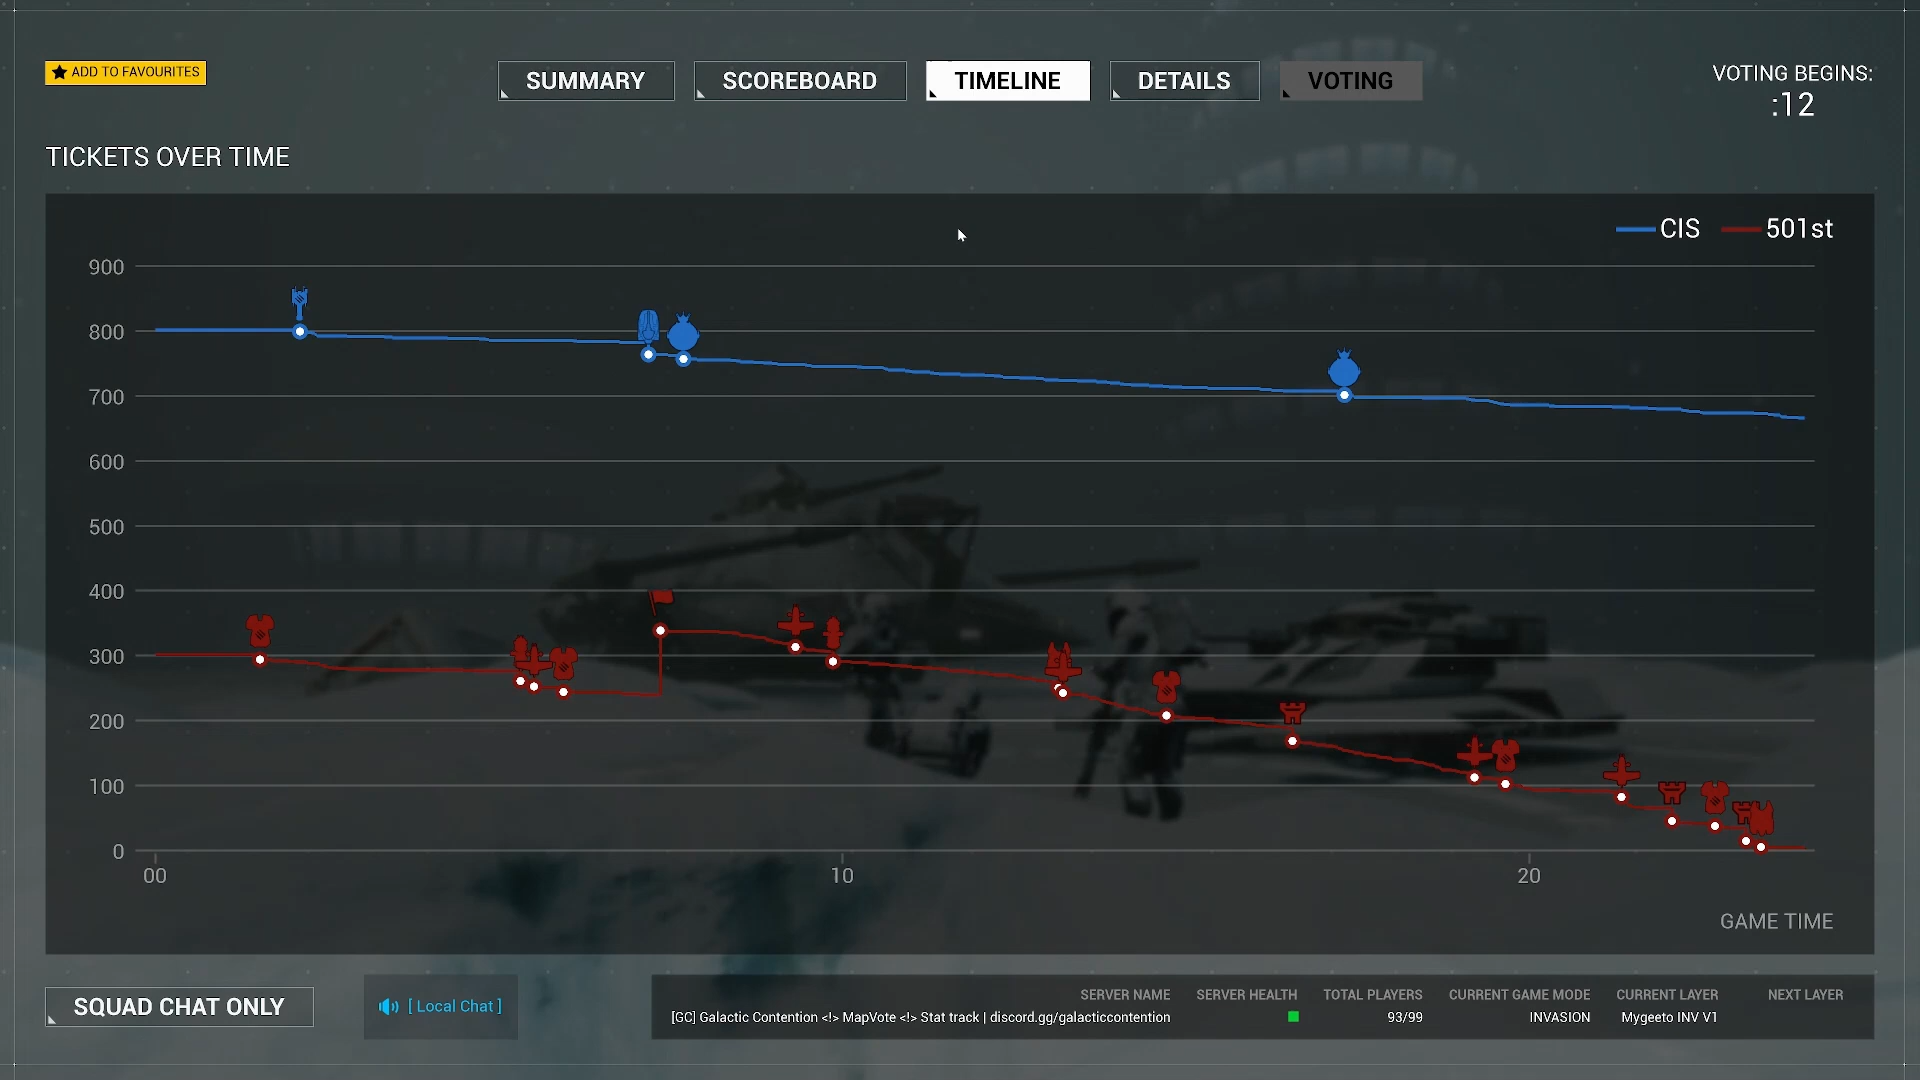 ADD TO FAVOURITES
SUMMARY
SCOREBOARD
TIMELINE
DETAILS
VOTING
VOTING BEGINS:
:12
TICKETS OVER TIME
CIS
501st
900
800
700
600
500
400
300
200
100
0
00
10
20
GAME TIME
SQUAD CHAT ONLY
[ Local Chat ]
SERVER NAME
SERVER HEALTH
TOTAL PLAYERS
CURRENT GAME MODE
CURRENT LAYER
NEXT LAYER
[GC] Galactic Contention <!> MapVote <!> Stat track | discord.gg/galacticcontention
93/99
INVASION
Mygeeto INV V1